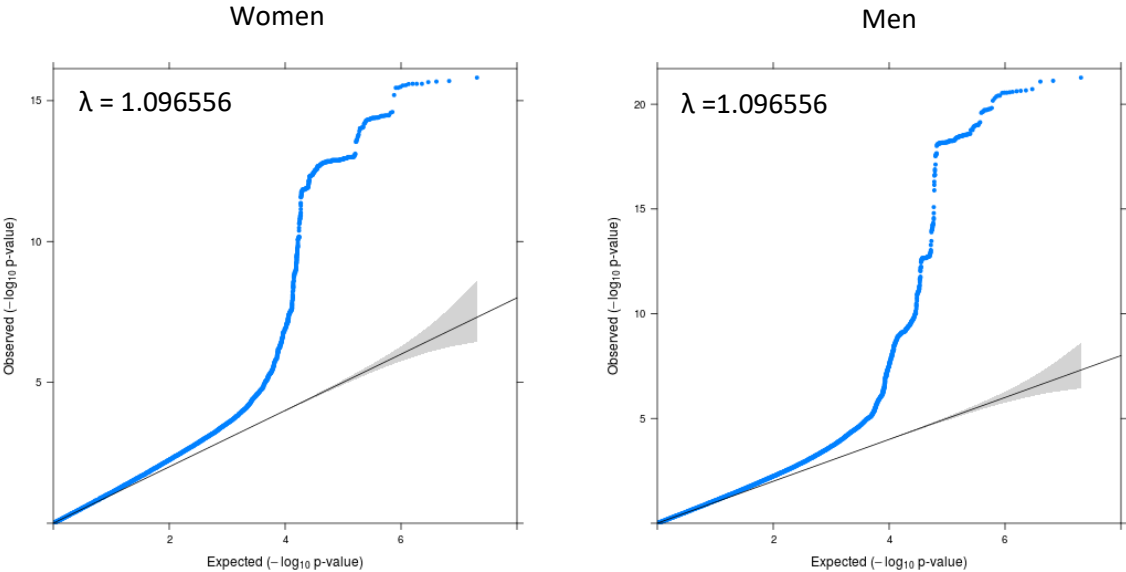 Women
λ = 1.096556
15
10
5
2
4
6
Observed (−log10 p-value)
Expected (−log10 p-value)
Men
λ =1.096556
20
15
10
5
2
4
6
Observed (−log10 p-value)
Expected (−log10 p-value)